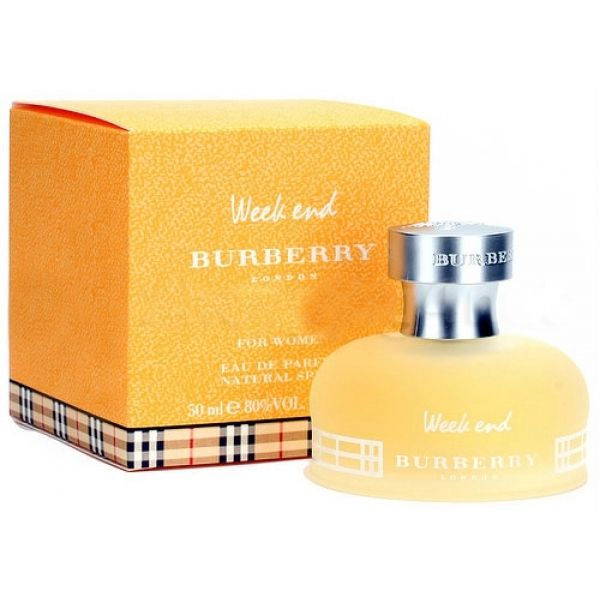 Week end
BURBERRY
LONDON
FOR WOME
EAU DE PARF
NATURAL SP
50 ml e 80% VOL.
BURBE
Week end
BURBERRY
LONDON